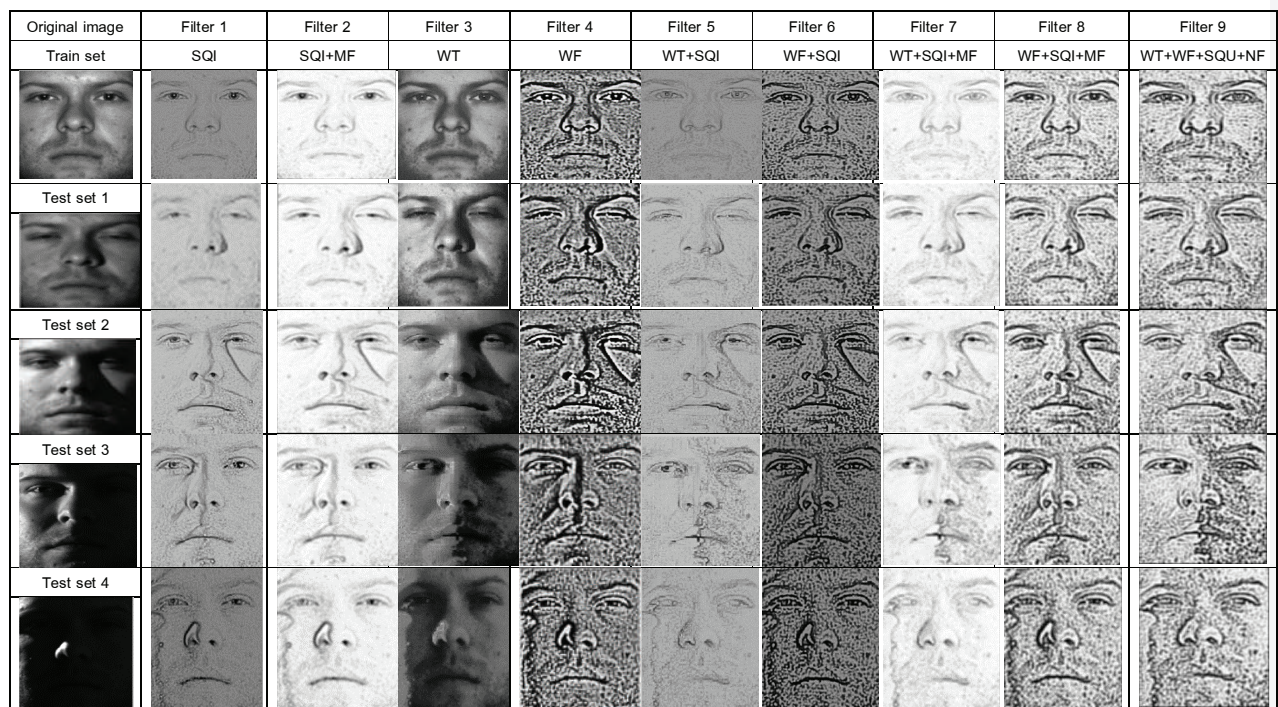 Original image Filter 1 Filter 2 Filter 3 Filter 4 Filter 5 Filter 6 Filter 7 Filter 8 Filter 9
Train set SQI SQI+MF WT WF WT+SQI WF+SQI WT+SQI+MF WF+SQI+MF WT+WF+SQU+NF
Test set 1
Test set 2
Test set 3
Test set 4